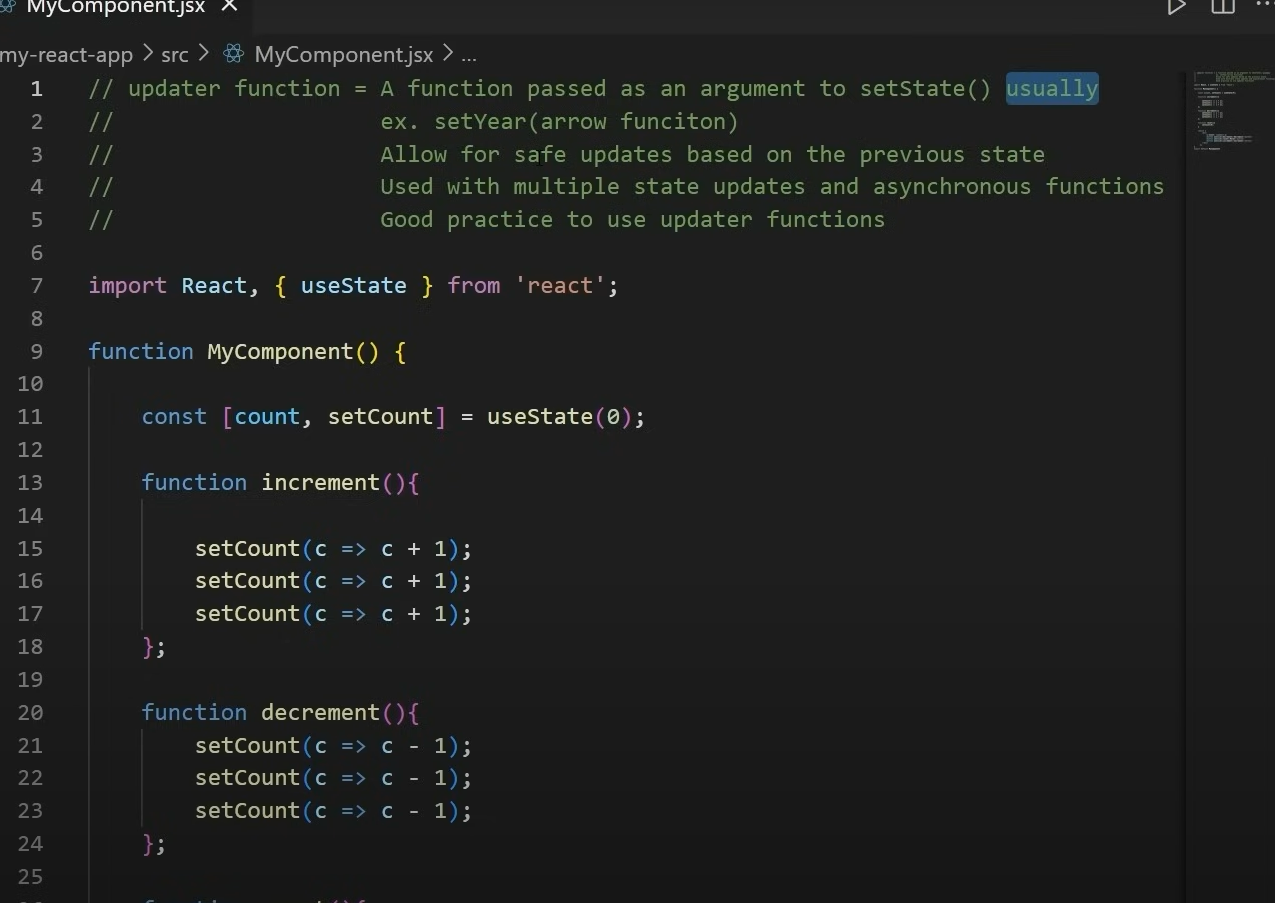 MyComponent.jsx
my-react-app > src > MyComponent.jsx > ...
1 // updater function = A function passed as an argument to setState() usually
2 // ex. setYear(arrow funciton)
3 // Allow for safe updates based on the previous state
4 // Used with multiple state updates and asynchronous functions
5 // Good practice to use updater functions
6
7 import React, { useState } from 'react';
8
9 function MyComponent() {
10
11 const [count, setCount] = useState(0);
12
13 function increment(){
14
15 setCount(c => c + 1);
16 setCount(c => c + 1);
17 setCount(c => c + 1);
18 };
19
20 function decrement(){
21 setCount(c => c - 1);
22 setCount(c => c - 1);
23 setCount(c => c - 1);
24 };
25